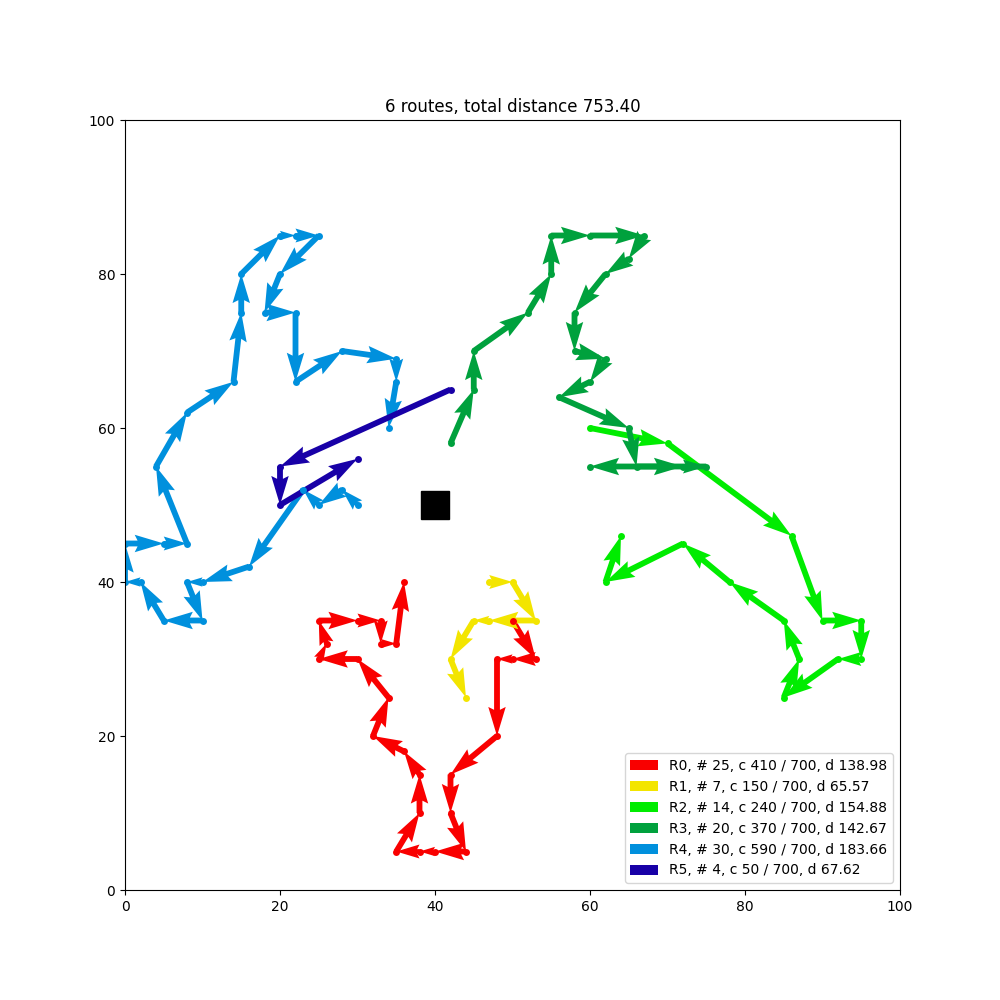 6 routes, total distance 753.40
100
80
60
40
20
0
0
20
40
60
80
100
R0, # 25, c 410 / 700, d 138.98
R1, # 7, c 150 / 700, d 65.57
R2, # 14, c 240 / 700, d 154.88
R3, # 20, c 370 / 700, d 142.67
R4, # 30, c 590 / 700, d 183.66
R5, # 4, c 50 / 700, d 67.62